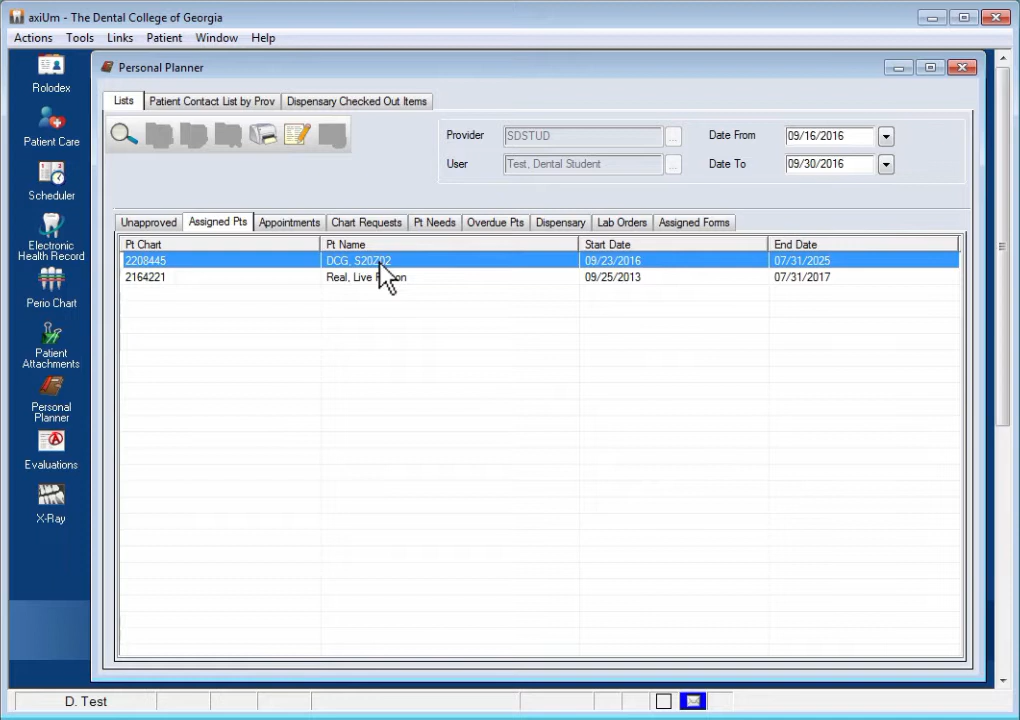 axiUm - The Dental College of Georgia
Actions Tools Links Patient Window Help
Rolodex
Patient Care
Scheduler
Electronic
Health Record
Perio Chart
Patient
Attachments
Personal
Planner
Evaluations
X-Ray
Personal Planner
Lists Patient Contact List by Prov Dispensary Checked Out Items
Provider SDSTUD ... Date From 09/16/2016
User Test, Dental Student ... Date To 09/30/2016
Unapproved Assigned Pts Appointments Chart Requests Pt Needs Overdue Pts Dispensary Lab Orders Assigned Forms
Pt Chart Pt Name Start Date End Date
2208445 DCG, S20Z02 09/23/2016 07/31/2025
2164221 Real, Live Person 09/25/2013 07/31/2017
D. Test